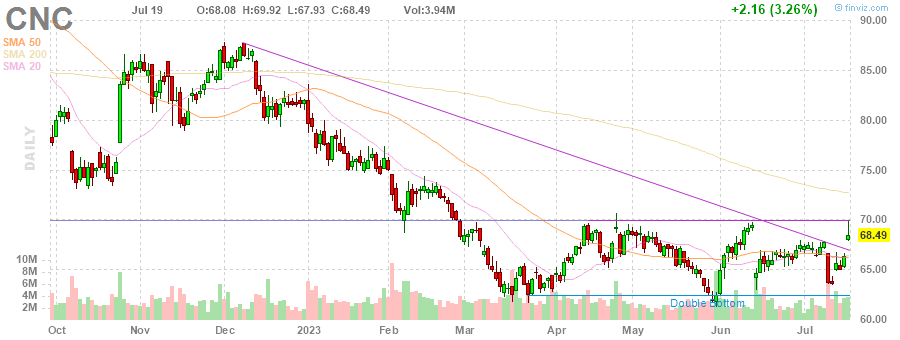 CNC Jul 19 O:68.08 H:69.92 L:67.93 C:68.49 Vol:3.94M +2.16 (3.26%) @ finviz.com
90.00
SMA 50
SMA 200
SMA 20
85.00
80.00
DAILY
75.00
70.00
68.49
10M
8M
6M
4M
65.00
Double Bottom
60.00
Oct Nov Dec 2023 Feb Mar Apr May Jun Jul